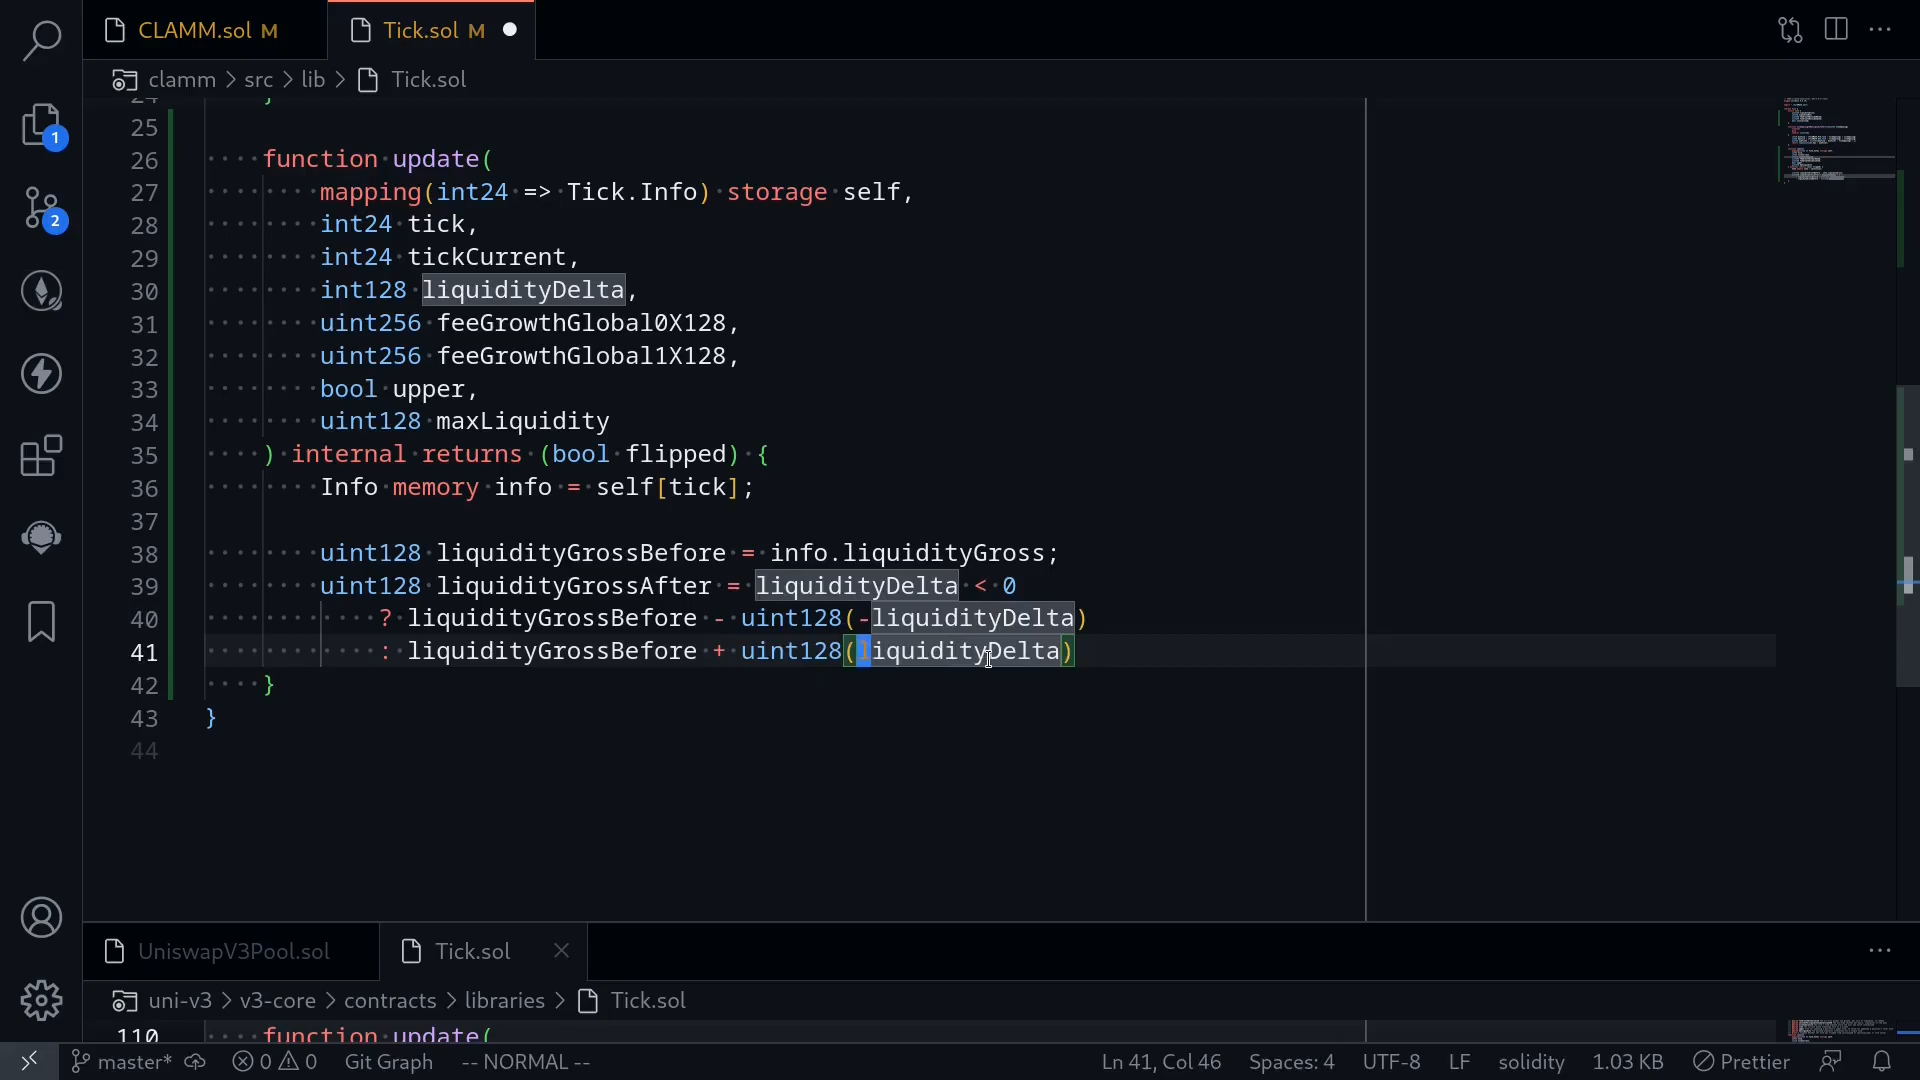 CLAMM.sol M
Tick.sol M
clamm > src > lib > Tick.sol
24 }
25
26 function update(
27 mapping(int24 => Tick.Info) storage self,
28 int24 tick,
29 int24 tickCurrent,
30 int128 liquidityDelta,
31 uint256 feeGrowthGlobal0X128,
32 uint256 feeGrowthGlobal1X128,
33 bool upper,
34 uint128 maxLiquidity
35 ) internal returns (bool flipped) {
36 Info memory info = self[tick];
37
38 uint128 liquidityGrossBefore = info.liquidityGross;
39 uint128 liquidityGrossAfter = liquidityDelta < 0
40 ? liquidityGrossBefore - uint128(-liquidityDelta)
41 : liquidityGrossBefore + uint128(liquidityDelta)
42 }
43 }
44
1
2
UniswapV3Pool.sol
Tick.sol
uni-v3 > v3-core > contracts > libraries > Tick.sol
110 function update(
master* 0 0 Git Graph -- NORMAL -- Ln 41, Col 46 Spaces: 4 UTF-8 LF solidity 1.03 KB Prettier